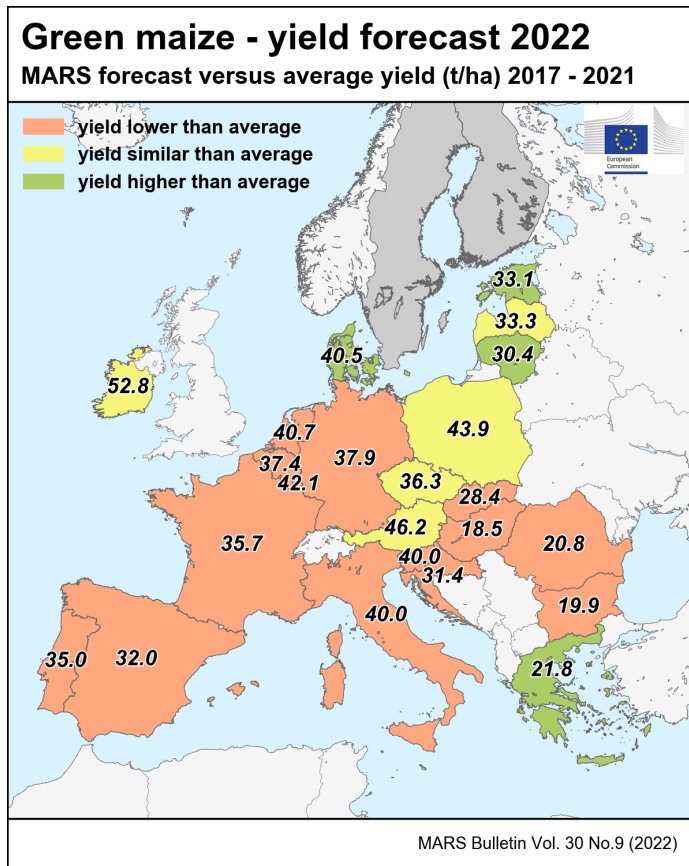 Green maize - yield forecast 2022
MARS forecast versus average yield (t/ha) 2017 - 2021
yield lower than average
yield similar than average
yield higher than average
European
Commission
33.1
33.3
30.4
40.5
52.8
40.7
37.9
43.9
37.4
42.1
36.3
28.4
46.2
18.5
35.7
40.0
31.4
20.8
19.9
40.0
35.0
32.0
21.8
MARS Bulletin Vol. 30 No.9 (2022)